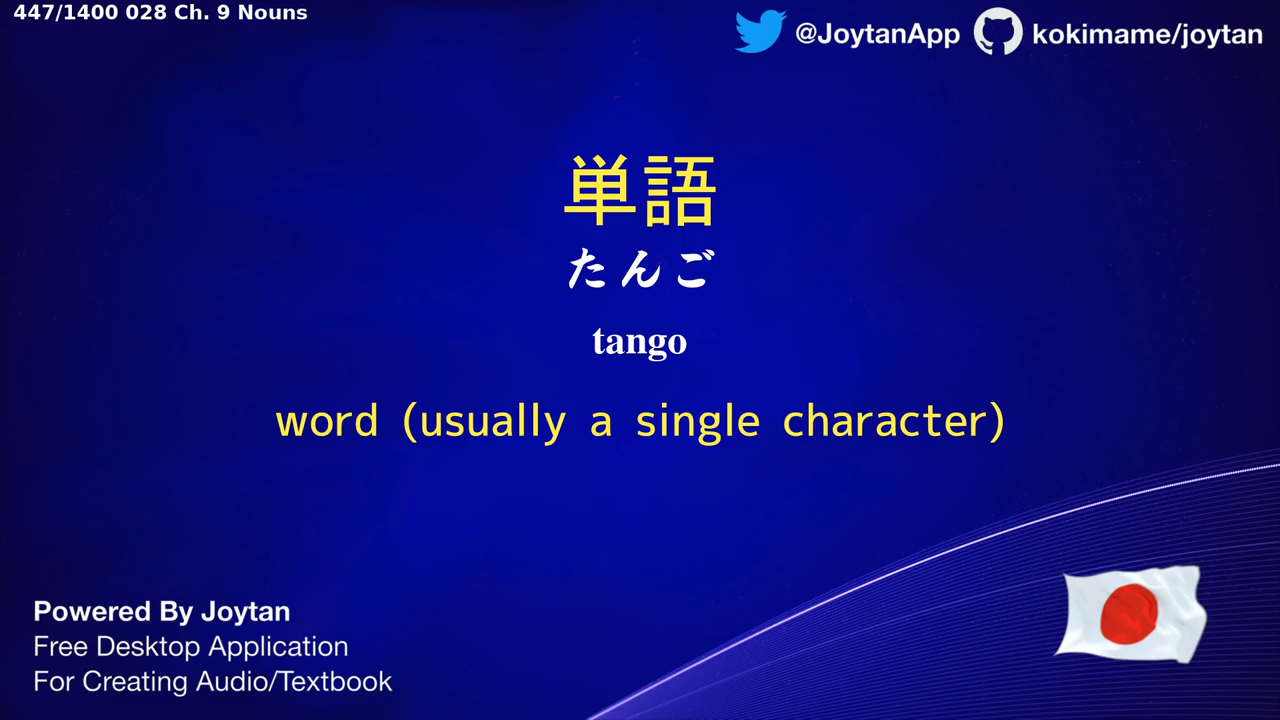 447/1400 028 Ch. 9 Nouns
@JoytanApp kokimame/joytan
単語
たんご
tango
word (usually a single character)
Powered By Joytan
Free Desktop Application
For Creating Audio/Textbook